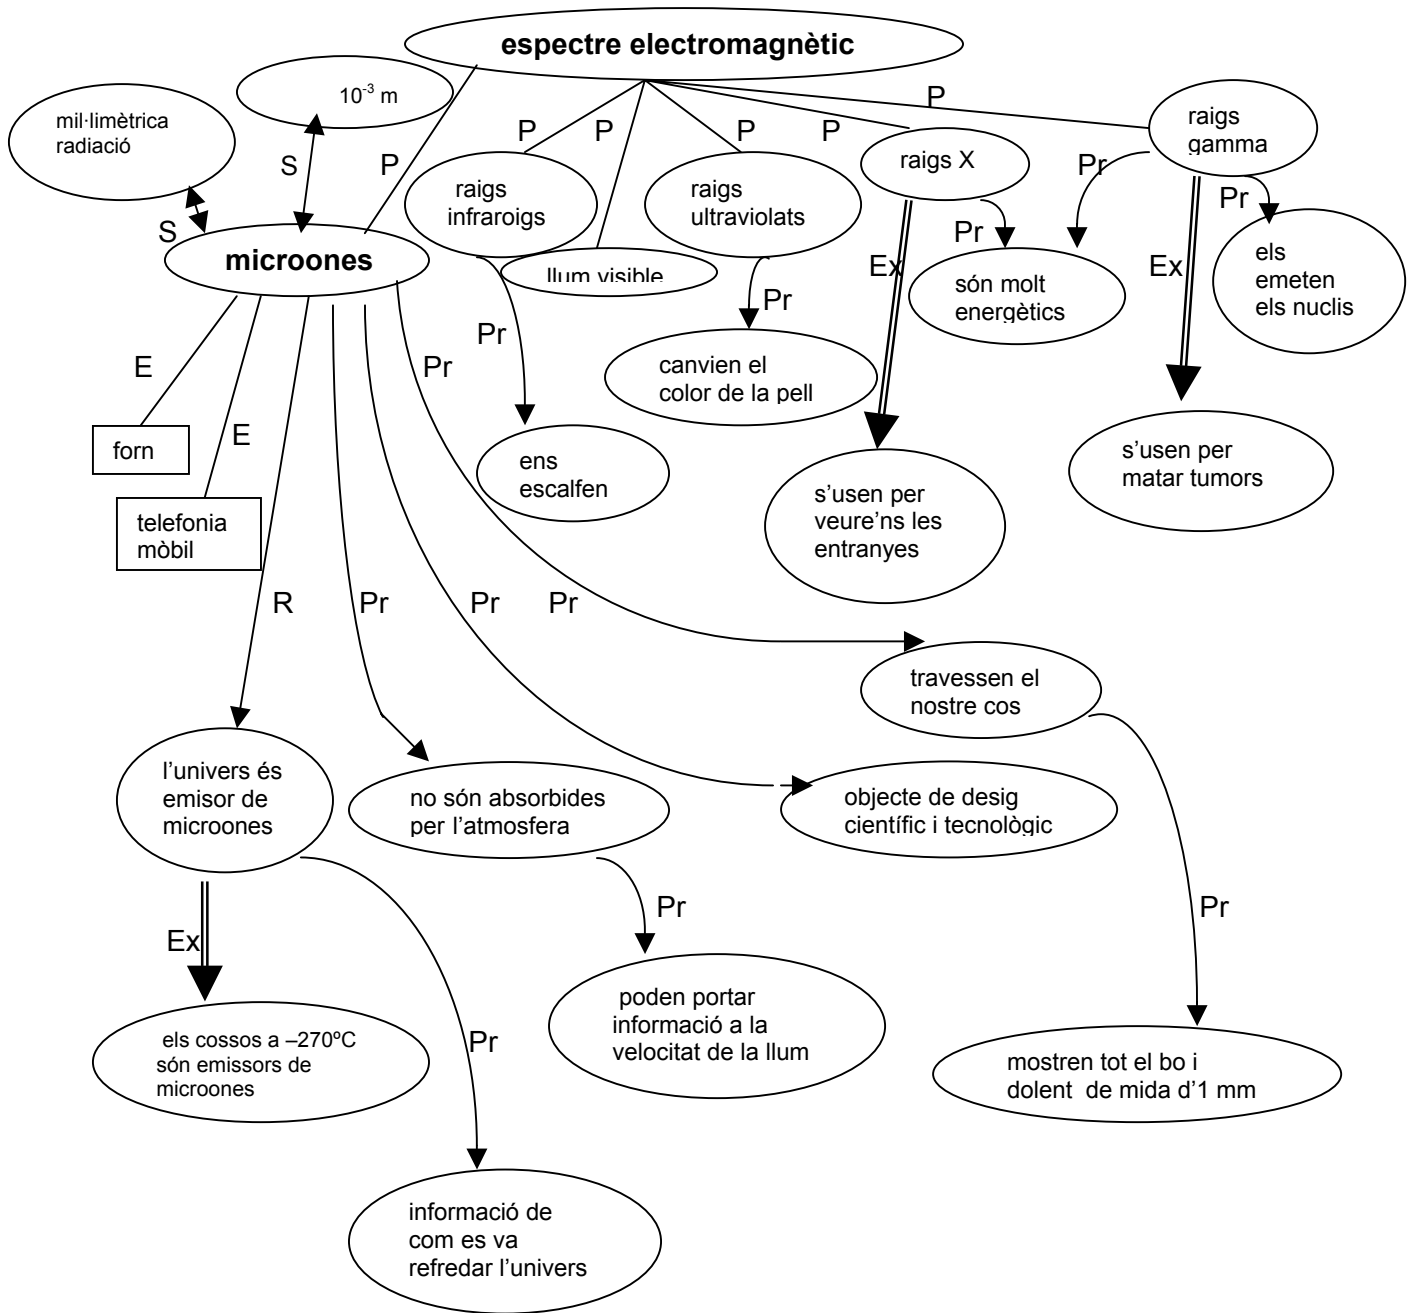 espectre electromagnètic
10⁻³ m
mil·limètrica
radiació
P
raigs
gamma
P
P
P
P
P
S
raigs X
Pr
raigs
infraroigs
raigs
ultraviolats
Pr
S
Pr
microones
llum visible
Ex
són molt
energètics
Ex
els
emeten
els nuclis
Pr
Pr
Pr
E
canvien el
color de la pell
forn
E
ens
escalfen
s’usen per
matar tumors
s’usen per
veure’ns les
entranyes
telefonia
mòbil
R
Pr
Pr
Pr
travessen el
nostre cos
l’univers és
emisor de
microones
no són absorbides
per l’atmosfera
objecte de desig
científic i tecnològic
Pr
Pr
Ex
poden portar
informació a la
velocitat de la llum
els cossos a –270ºC
són emissors de
microones
Pr
mostren tot el bo i
dolent de mida d’1 mm
informació de
com es va
refredar l’univers